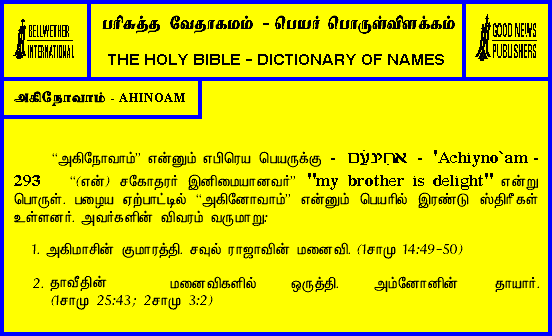 BELLWETHER
INTERNATIONAL
பரிசுத்த வேதாகமம் - பெயர் பொருள்விளக்கம்
THE HOLY BIBLE - DICTIONARY OF NAMES
GOOD NEWS
PUBLISHERS
அகிநோவாம் - AHINOAM
“அகிநோவாம்” என்னும் எபிரெய பெயருக்கு - אחינעם - 'Achiyno`am -
293 “(என்) சகோதரர் இனிமையானவர்” "my brother is delight" என்று
பொருள். பழைய ஏற்பாட்டில் “அகினோவாம்” என்னும் பெயரில் இரண்டு ஸ்திரீகள்
உள்ளனர். அவர்களின் விவரம் வருமாறு:
1. அகிமாசின் குமாரத்தி. சவுல் ராஜாவின் மனைவி. (1சாமு 14:49-50)
2. தாவீதின் மனைவிகளில் ஒருத்தி. அம்னோனின் தாயார்.
(1சாமு 25:43; 2சாமு 3:2)